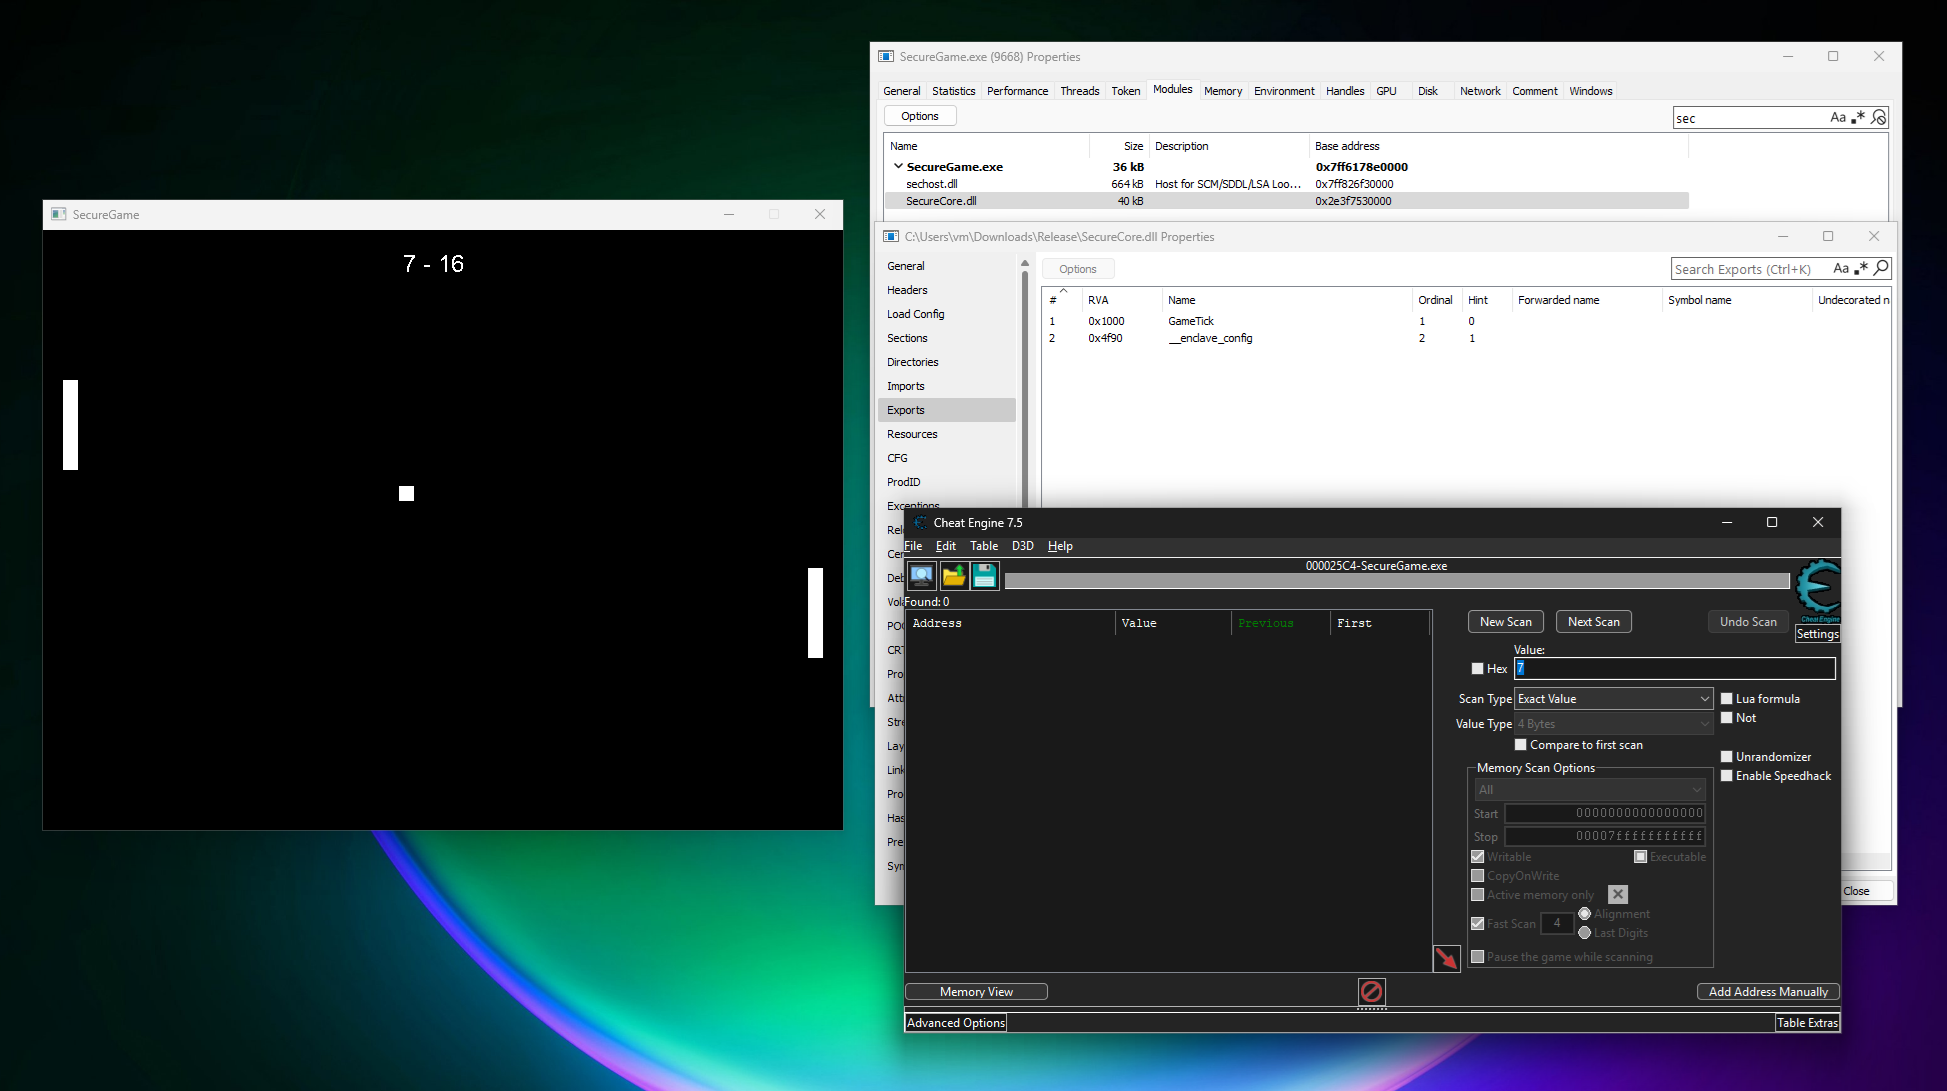 SecureGame
7 - 16
SecureGame.exe (9668) Properties
General Statistics Performance Threads Token Modules Memory Environment Handles GPU Disk Network Comment Windows
Options
sec
Aa .*
Name Size Description Base address
SecureGame.exe 36 kB 0x7ff6178e0000
sechost.dll 664 kB Host for SCM/SDDL/LSA Loo... 0x7ff826f30000
SecureCore.dll 40 kB 0x2e3f7530000
C:\Users\vm\Downloads\Release\SecureCore.dll Properties
General
Headers
Load Config
Sections
Directories
Imports
Exports
Resources
CFG
ProdID
Exceptions
Options
Search Exports (Ctrl+K) Aa .*
# RVA Name Ordinal Hint Forwarded name Symbol name Undecorated n
1 0x1000 GameTick 1 0
2 0x4f90 __enclave_config 2 1
Rel
Cer
Deb
Vol
PO
CRT
Pro
Attr
Stre
Lay
Link
Pro
Has
Pre
Syn
Close
Cheat Engine 7.5
File Edit Table D3D Help
000025C4-SecureGame.exe
Found: 0
Address Value Previous First
New Scan Next Scan Undo Scan
Cheat Engine
Settings
Value:
Hex 7
Scan Type Exact Value
Value Type 4 Bytes
Compare to first scan
Lua formula
Not
Unrandomizer
Enable Speedhack
Memory Scan Options
All
Start 0000000000000000
Stop 00007fffffffffff
Writable Executable
CopyOnWrite
Active memory only
Fast Scan 4 Alignment
Last Digits
Pause the game while scanning
Memory View
Add Address Manually
Advanced Options
Table Extras